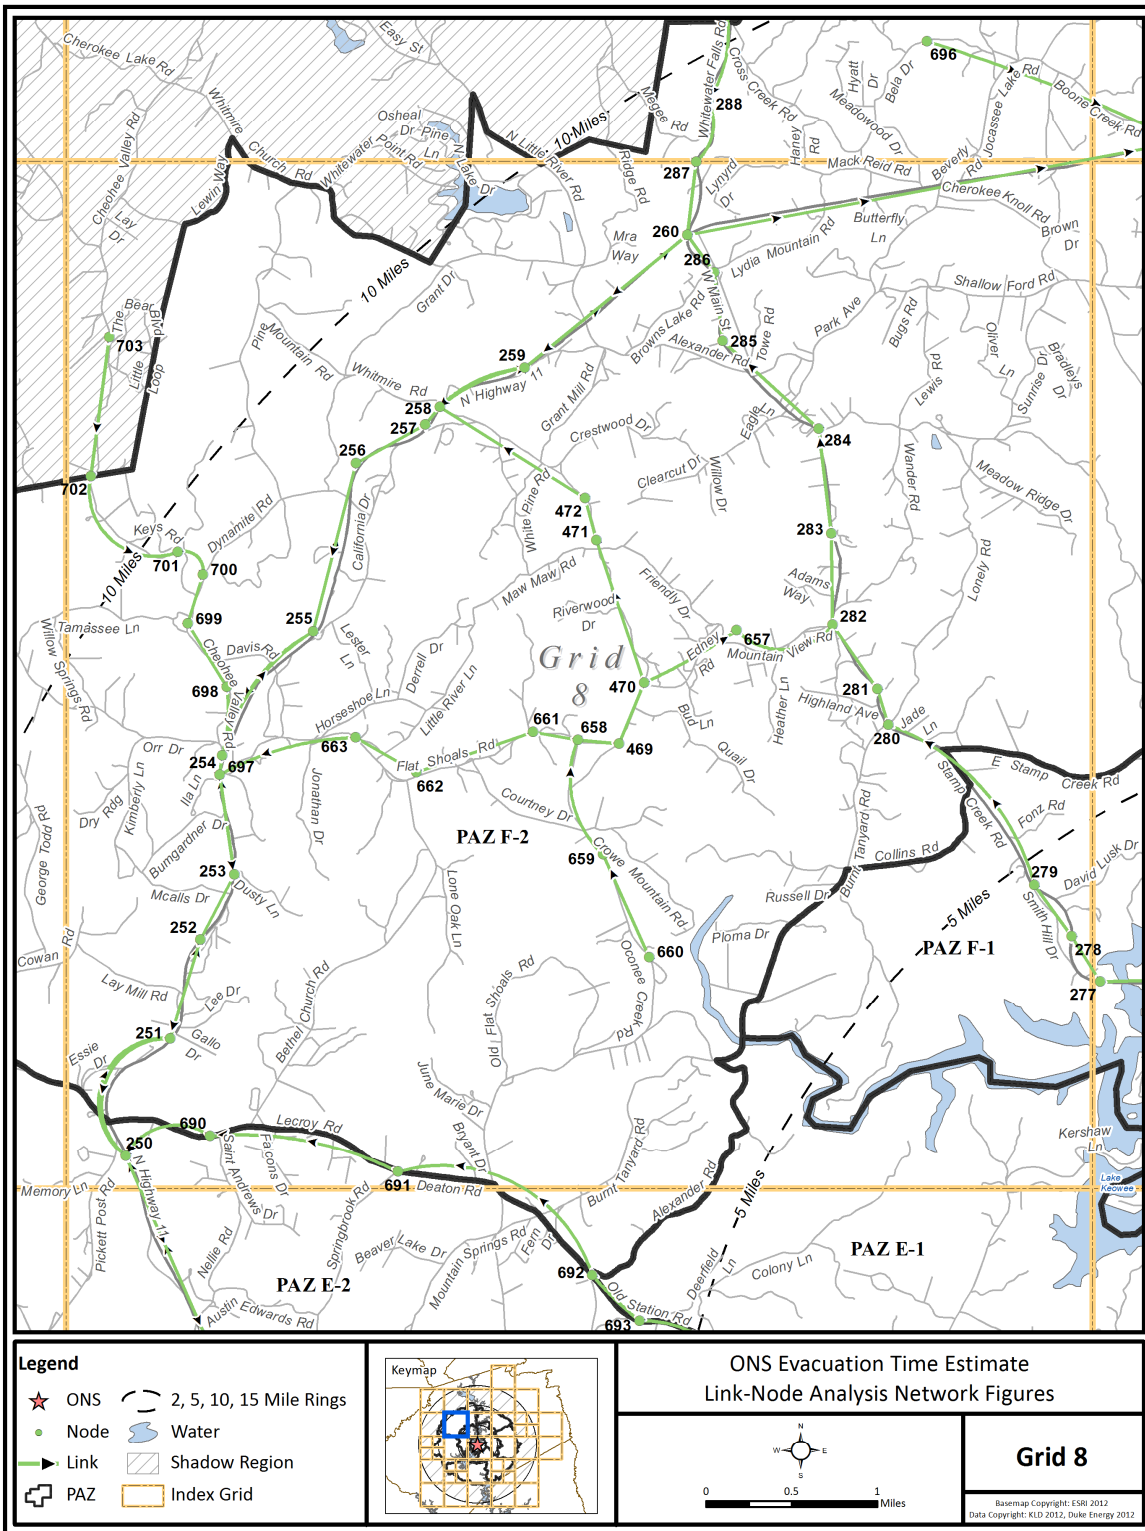 Cherokee Lake Rd
Easy St
696
Whitmire
Church Rd
Cheohee Valley Rd
Osheal
Dr
Pine
Ln
Point Rd
Whitewater
N Lake
Dr
N Little River Rd
10 Miles
Megee
Rd
Whitewater Falls Rd
Cross Creek Rd
288
Hyatt
Dr
Bela Dr
Meadowood Dr
Haney
Rd
Jocassee Lake Rd
Boone Creek Rd
Lewin Way
Lay
Dr
Ridge Rd
287
Lynyrd
Dr
Mack Reid Rd
Beverly
Rd
Cherokee Knoll Rd
260
286
Mra
Way
Butterfly
Ln
Brown
Dr
Lydia Mountain Rd
10 Miles
Grant Dr
W Main St
Shallow Ford Rd
The Bear
Blvd
703
Little
Loop
Pine
Mountain Rd
Browns Lake Rd
285
Alexander Rd
Towe Rd
Park Ave
Bugs Rd
Oliver
Ln
Sunrise Dr
Bradleys
Dr
259
Whitmire Rd
N Highway 11
258
257
Grant Mill Rd
Lewis
Rd
Crestwood Dr
Eagle
Ln
284
256
702
Clearcut Dr
Willow Dr
Wander Rd
Meadow Ridge Dr
White Pine Rd
472
471
California Dr
Keys Rd
Dynamite Rd
701
700
283
10 Miles
Maw Maw Rd
Friendly Dr
Adams
Way
Lonely Rd
699
Tamassee Ln
Willow Springs Rd
255
Riverwood
Dr
282
657
Davis Rd
Lester
Ln
Derrell Dr
Edney
Rd
Mountain
View Rd
Grid
8
Cheohee
Valley Rd
698
Horseshoe Ln
Little River Ln
470
Heather Ln
281
Highland Ave
Jade
Ln
Bud
Ln
280
661
658
Orr Dr
663
469
Flat Shoals Rd
Quail Dr
254
697
Ila Ln
662
E Stamp
Creek Rd
Stamp Creek Rd
Dry Rdg
Kimberly Ln
Jonathan Dr
Courtney Dr
Tanyard Rd
Burnt
Fonz Rd
George Todd Rd
Bumgardner Dr
PAZ F-2
Crowe
Mountain Rd
659
Collins Rd
David Lusk Dr
253
279
Mcalls Dr
Dusty Ln
Lone Oak Ln
Russell Dr
5 Miles
Smith Hill Dr
252
Ploma Dr
PAZ F-1
Cowan Rd
660
278
Lay Mill Rd
Lee Dr
Bethel Church Rd
Old Flat Shoals Rd
Oconee Creek
Rd
277
251
Gallo
Dr
Essie
Dr
June Marie Dr
690
Lecroy Rd
250
Bryant Dr
Burnt Tanyard Rd
Kershaw
Ln
Saint Andrews Dr
Falcons Dr
Memory Ln
N Highway 11
691
Deaton Rd
Lake
Keowee
Pickett Post Rd
Springbrook Rd
Alexander Rd
5 Miles
Nellie Rd
Beaver Lake Dr
Mountain Springs Rd
Fern
Dr
PAZ E-1
PAZ E-2
692
Deerfield
Ln
Colony Ln
Austin
Edwards Rd
Old Station Rd
693
Legend
ONS
2, 5, 10, 15 Mile Rings
Node
Water
Link
Shadow Region
PAZ
Index Grid
Keymap
ONS Evacuation Time Estimate
Link-Node Analysis Network Figures
N
W
E
S
0
0.5
1
Miles
Grid 8
Basemap Copyright: ESRI 2012
Data Copyright: KLD 2012, Duke Energy 2012